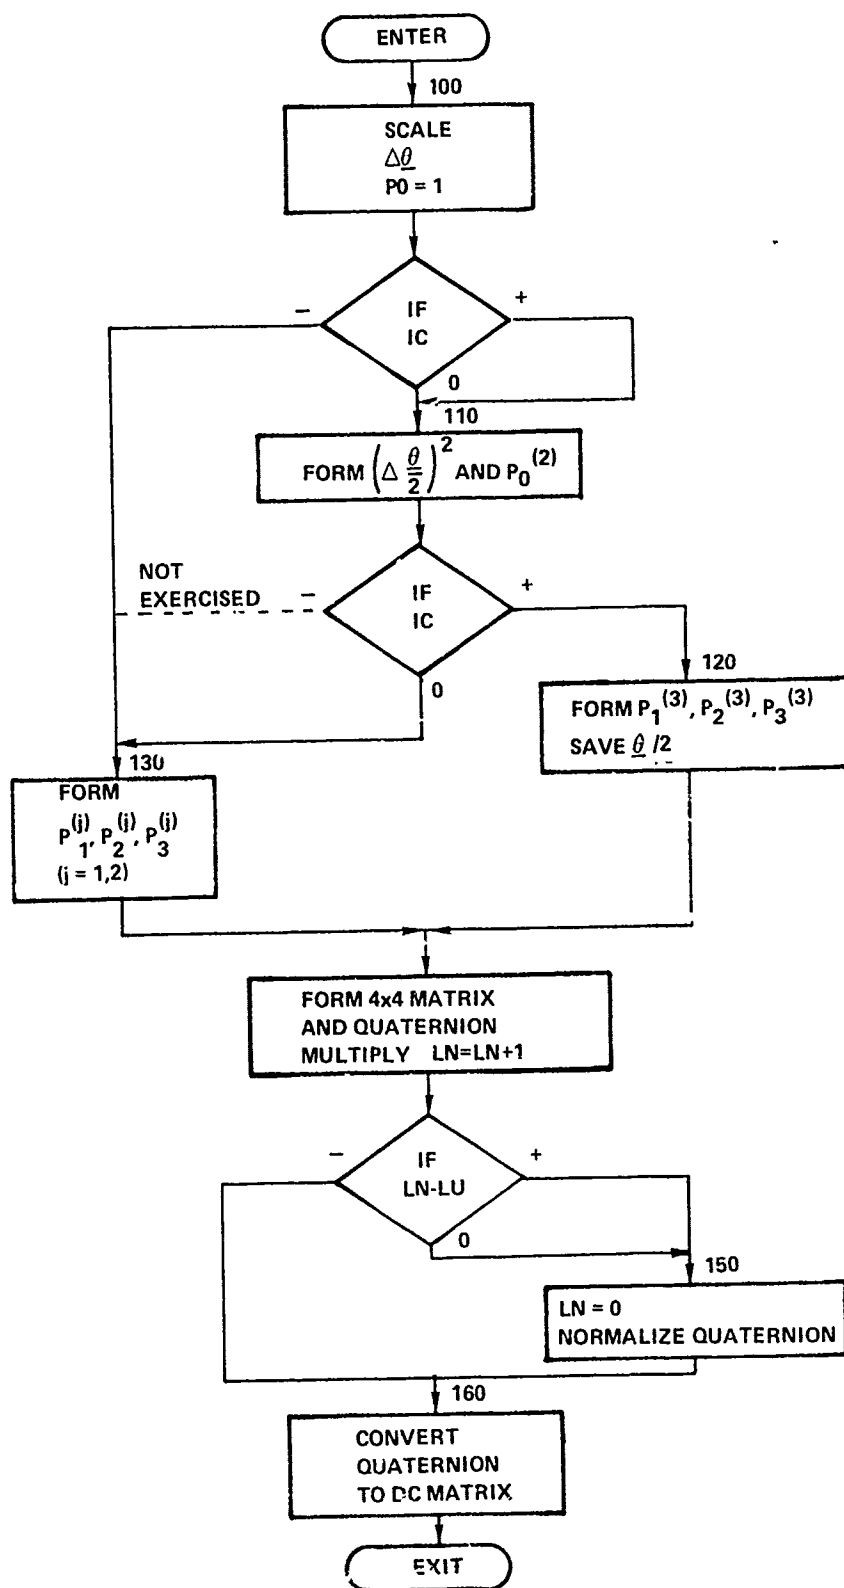 ENTER
100
SCALE
Δθ
P0 = 1
−
IF
IC
+
0
110
FORM (Δ θ/2)² AND P₀⁽²⁾
NOT
EXERCISED
−
IF
IC
+
0
120
FORM P₁⁽³⁾, P₂⁽³⁾, P₃⁽³⁾
SAVE θ /2
130
FORM
P₁⁽ʲ⁾, P₂⁽ʲ⁾, P₃⁽ʲ⁾
(j = 1,2)
FORM 4x4 MATRIX
AND QUATERNION
MULTIPLY LN=LN+1
−
IF
LN-LU
+
0
150
LN = 0
NORMALIZE QUATERNION
160
CONVERT
QUATERNION
TO DC MATRIX
EXIT